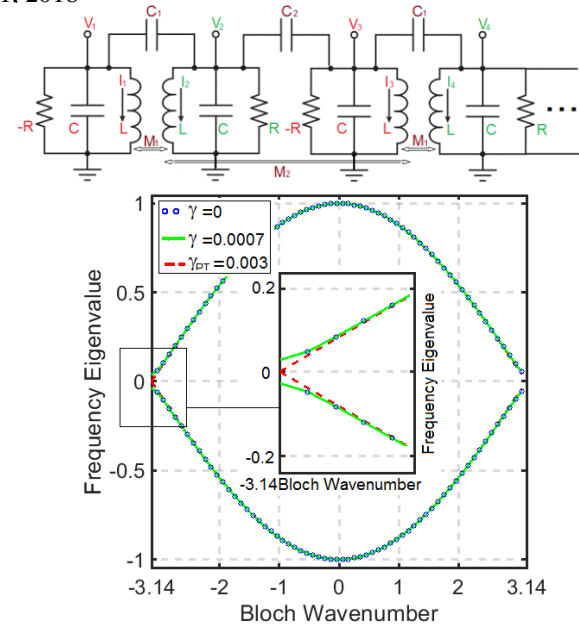 C1 C2 C1
V1 V2 V3 V4
I1 I2 I3 I4
-R C L L C R -R C L L C R
M1 M1
M2
γ =0
γ =0.0007
γPT =0.003
Frequency Eigenvalue
1
0.5
0
-0.5
-1
0.2
0
-0.2
Frequency Eigenvalue
-3.14 Bloch Wavenumber
-3.14 -2 -1 0 1 2 3.14
Bloch Wavenumber